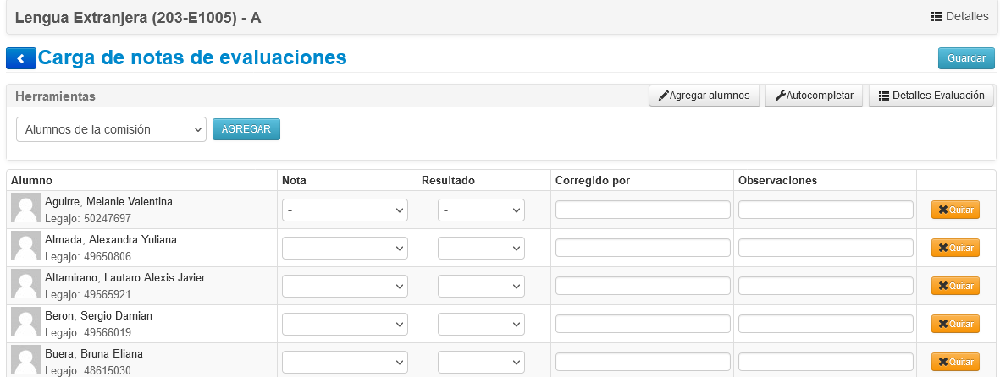 Lengua Extranjera (203-E1005) - A
Detalles
Carga de notas de evaluaciones
Guardar
Herramientas
Agregar alumnos
Autocompletar
Detalles Evaluación
Alumnos de la comisión
AGREGAR
Alumno Nota Resultado Corregido por Observaciones
Aguirre, Melanie Valentina
Legajo: 50247697
- -
Quitar
Almada, Alexandra Yuliana
Legajo: 49650806
- -
Quitar
Altamirano, Lautaro Alexis Javier
Legajo: 49565921
- -
Quitar
Beron, Sergio Damian
Legajo: 49566019
- -
Quitar
Buera, Bruna Eliana
Legajo: 48615030
- -
Quitar